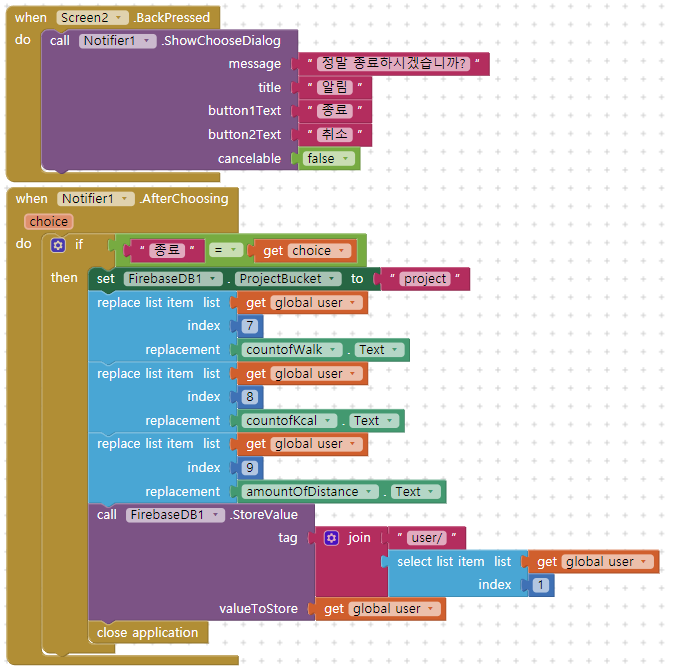 when Screen2 .BackPressed
do call Notifier1 .ShowChooseDialog
message " 정말 종료하시겠습니까? "
title " 알림 "
button1Text " 종료 "
button2Text " 취소 "
cancelable false
when Notifier1 .AfterChoosing
choice
do if " 종료 " = get choice
then set FirebaseDB1 . ProjectBucket to " project "
replace list item list get global user
index 7
replacement countofWalk . Text
replace list item list get global user
index 8
replacement countofKcal . Text
replace list item list get global user
index 9
replacement amountOfDistance . Text
call FirebaseDB1 .StoreValue
tag join " user/ "
select list item list get global user
index 1
valueToStore get global user
close application